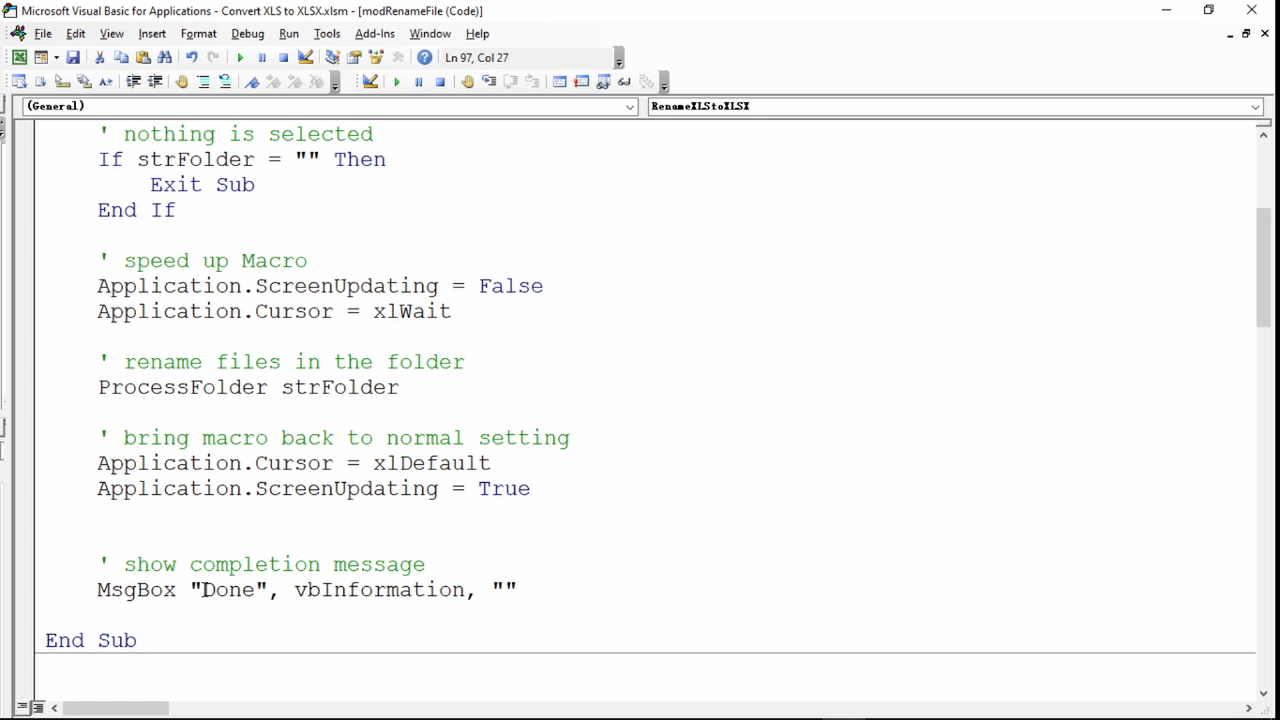 Microsoft Visual Basic for Applications - Convert XLS to XLSX.xlsm - [modRenameFile (Code)]
File Edit View Insert Format Debug Run Tools Add-Ins Window Help
Ln 97, Col 27
(General) RenameXLStoXLSX
' nothing is selected
If strFolder = "" Then
Exit Sub
End If
' speed up Macro
Application.ScreenUpdating = False
Application.Cursor = xlWait
' rename files in the folder
ProcessFolder strFolder
' bring macro back to normal setting
Application.Cursor = xlDefault
Application.ScreenUpdating = True
' show completion message
MsgBox "Done", vbInformation, ""
End Sub